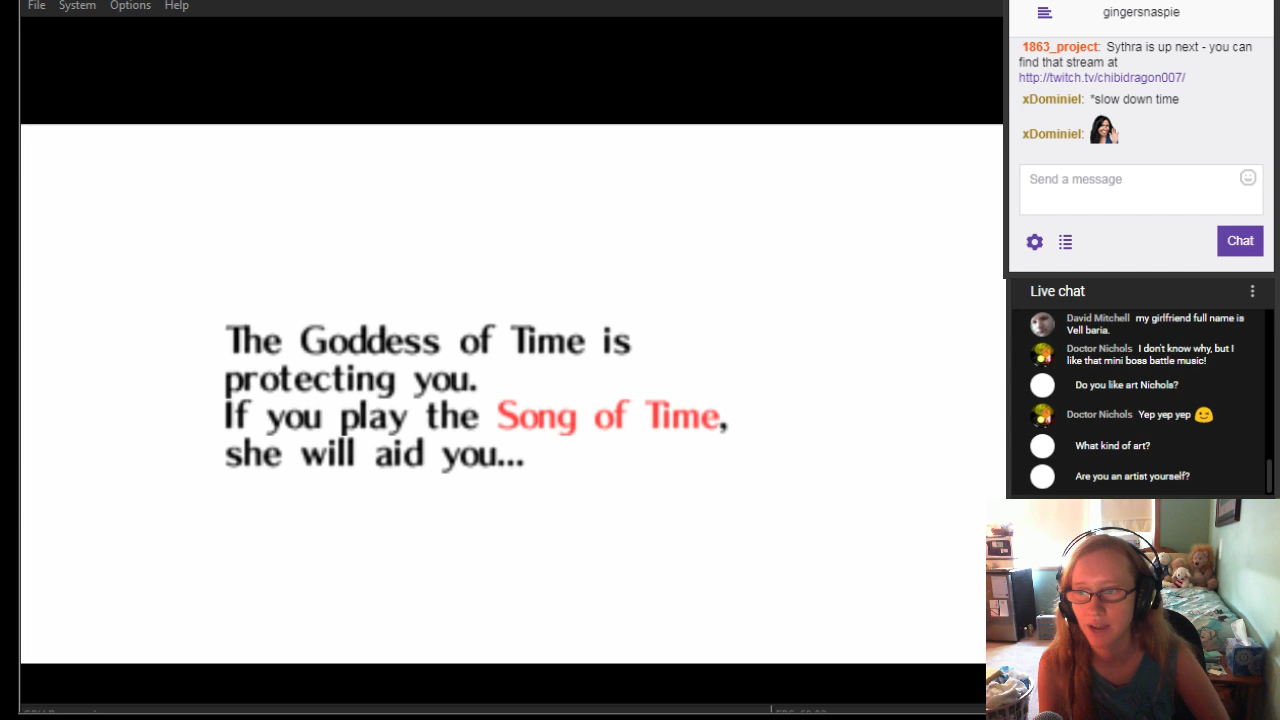 File System Options Help
The Goddess of Time is
protecting you.
If you play the Song of Time,
she will aid you...
gingersnaspie
1863_project: Sythra is up next - you can
find that stream at
http://twitch.tv/chibidragon007/
xDominiel: *slow down time
xDominiel:
Send a message
Chat
Live chat
David Mitchell my girlfriend full name is
Vell baria.
Doctor Nichols I don't know why, but I
like that mini boss battle music!
Do you like art Nichols?
Doctor Nichols Yep yep yep
What kind of art?
Are you an artist yourself?